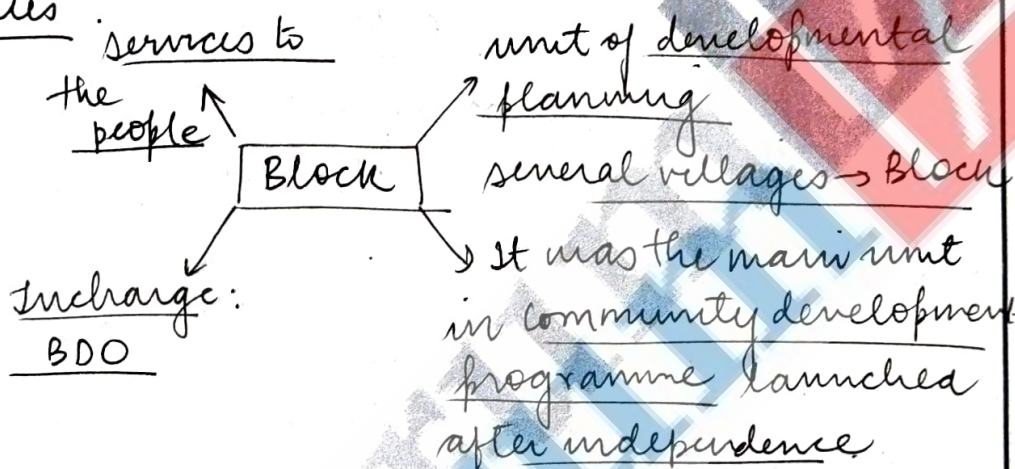 services to
the
people
Block
Incharge:
BDO
unit of developmental
planning
several villages → Block
It was the main unit
in community development
programme launched
after independence